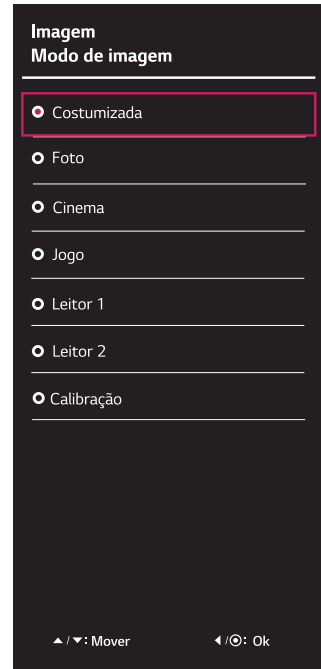 Imagem
Modo de imagem
Costumizada
Foto
Cinema
Jogo
Leitor 1
Leitor 2
Calibração
▲/▼: Mover ◀/◉: Ok